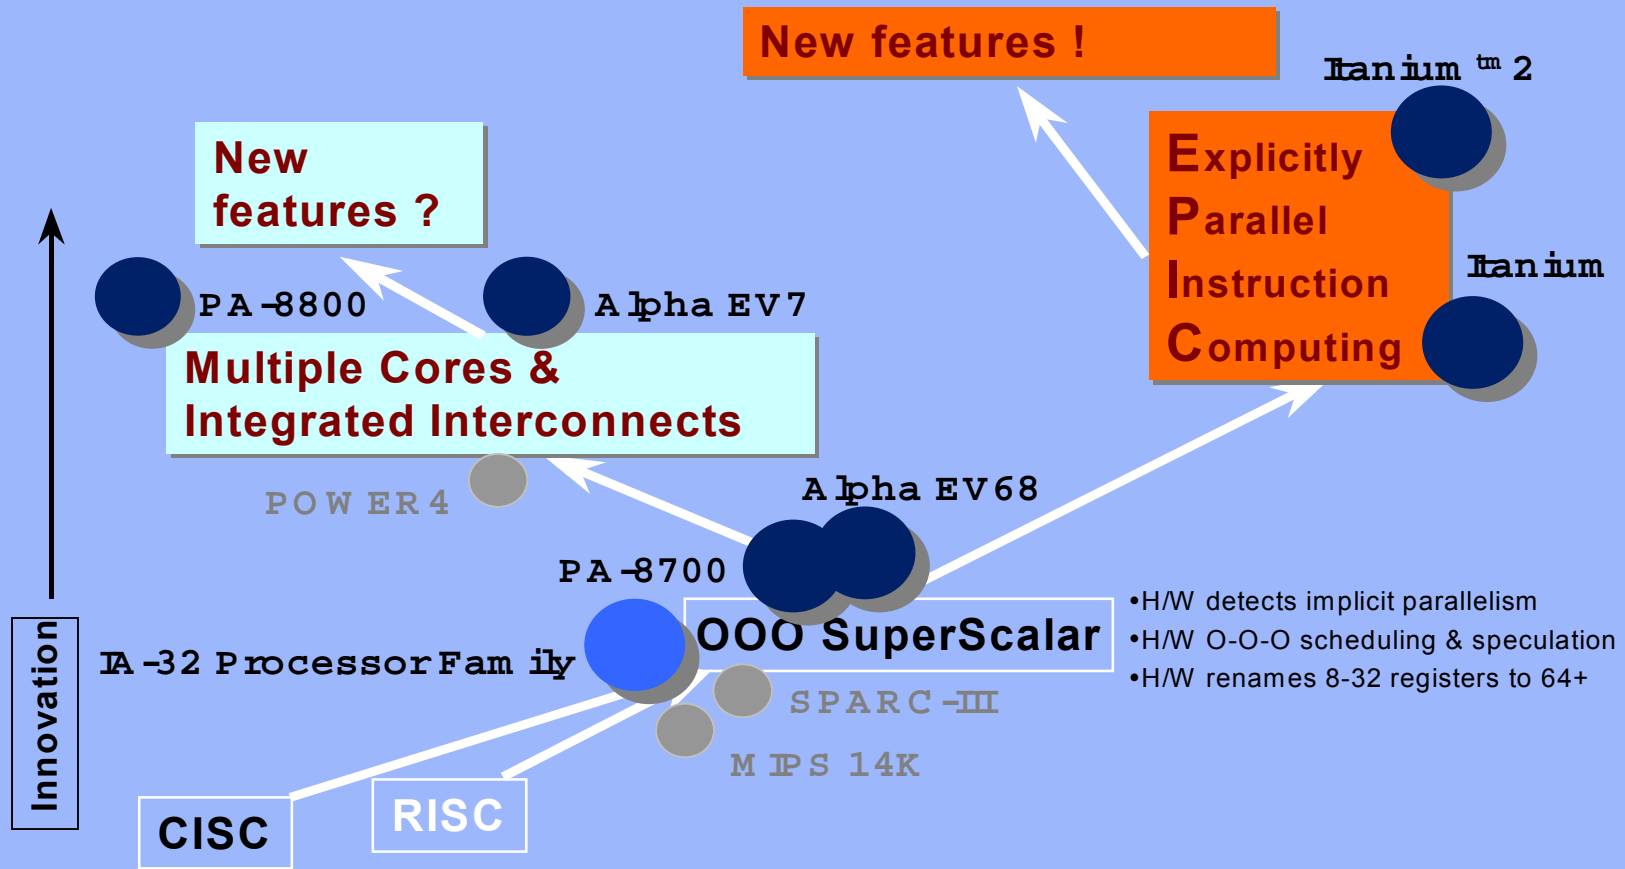 New features !
Itanium tm 2
New
features ?
Explicitly
Parallel
Instruction
Computing
Itanium
PA-8800
Alpha EV7
Multiple Cores &
Integrated Interconnects
POWER4
Alpha EV68
PA-8700
OOO SuperScalar
•H/W detects implicit parallelism
•H/W O-O-O scheduling & speculation
•H/W renames 8-32 registers to 64+
IA-32 Processor Family
SPARC-III
MIPS 14K
Innovation
RISC
CISC